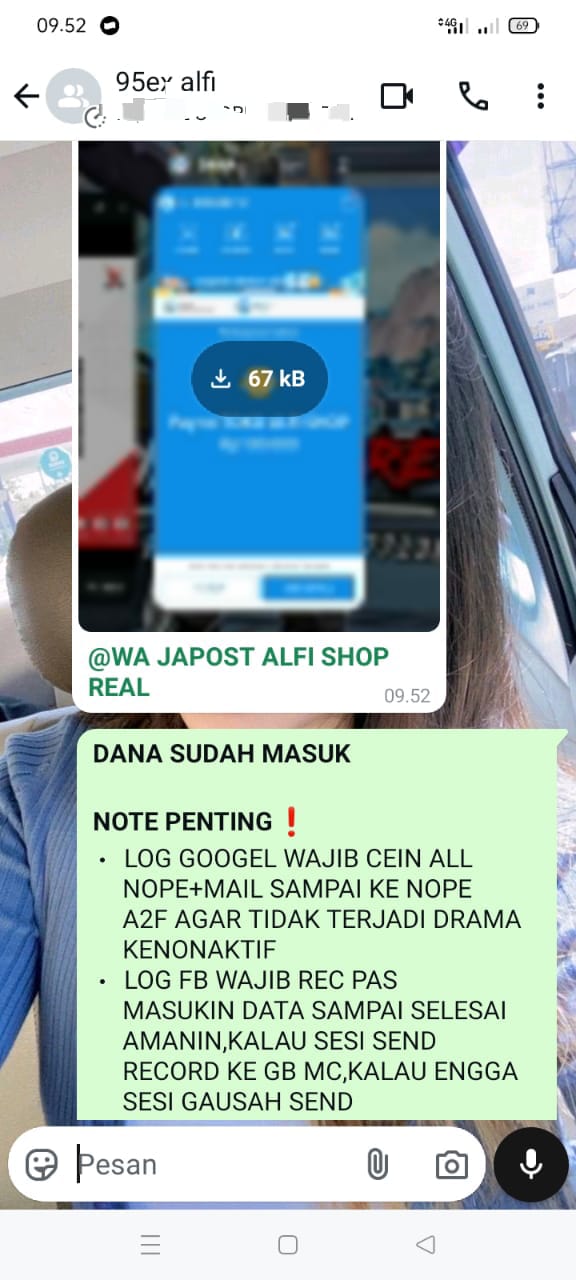 09.52
4G
69
95ex alfi
67 kB
@WA JAPOST ALFI SHOP
REAL
09.52
DANA SUDAH MASUK
NOTE PENTING❗
• LOG GOOGEL WAJIB CEIN ALL
NOPE+MAIL SAMPAI KE NOPE
A2F AGAR TIDAK TERJADI DRAMA
KENONAKTIF
• LOG FB WAJIB REC PAS
MASUKIN DATA SAMPAI SELESAI
AMANIN,KALAU SESI SEND
RECORD KE GB MC,KALAU ENGGA
SESI GAUSAH SEND
Pesan